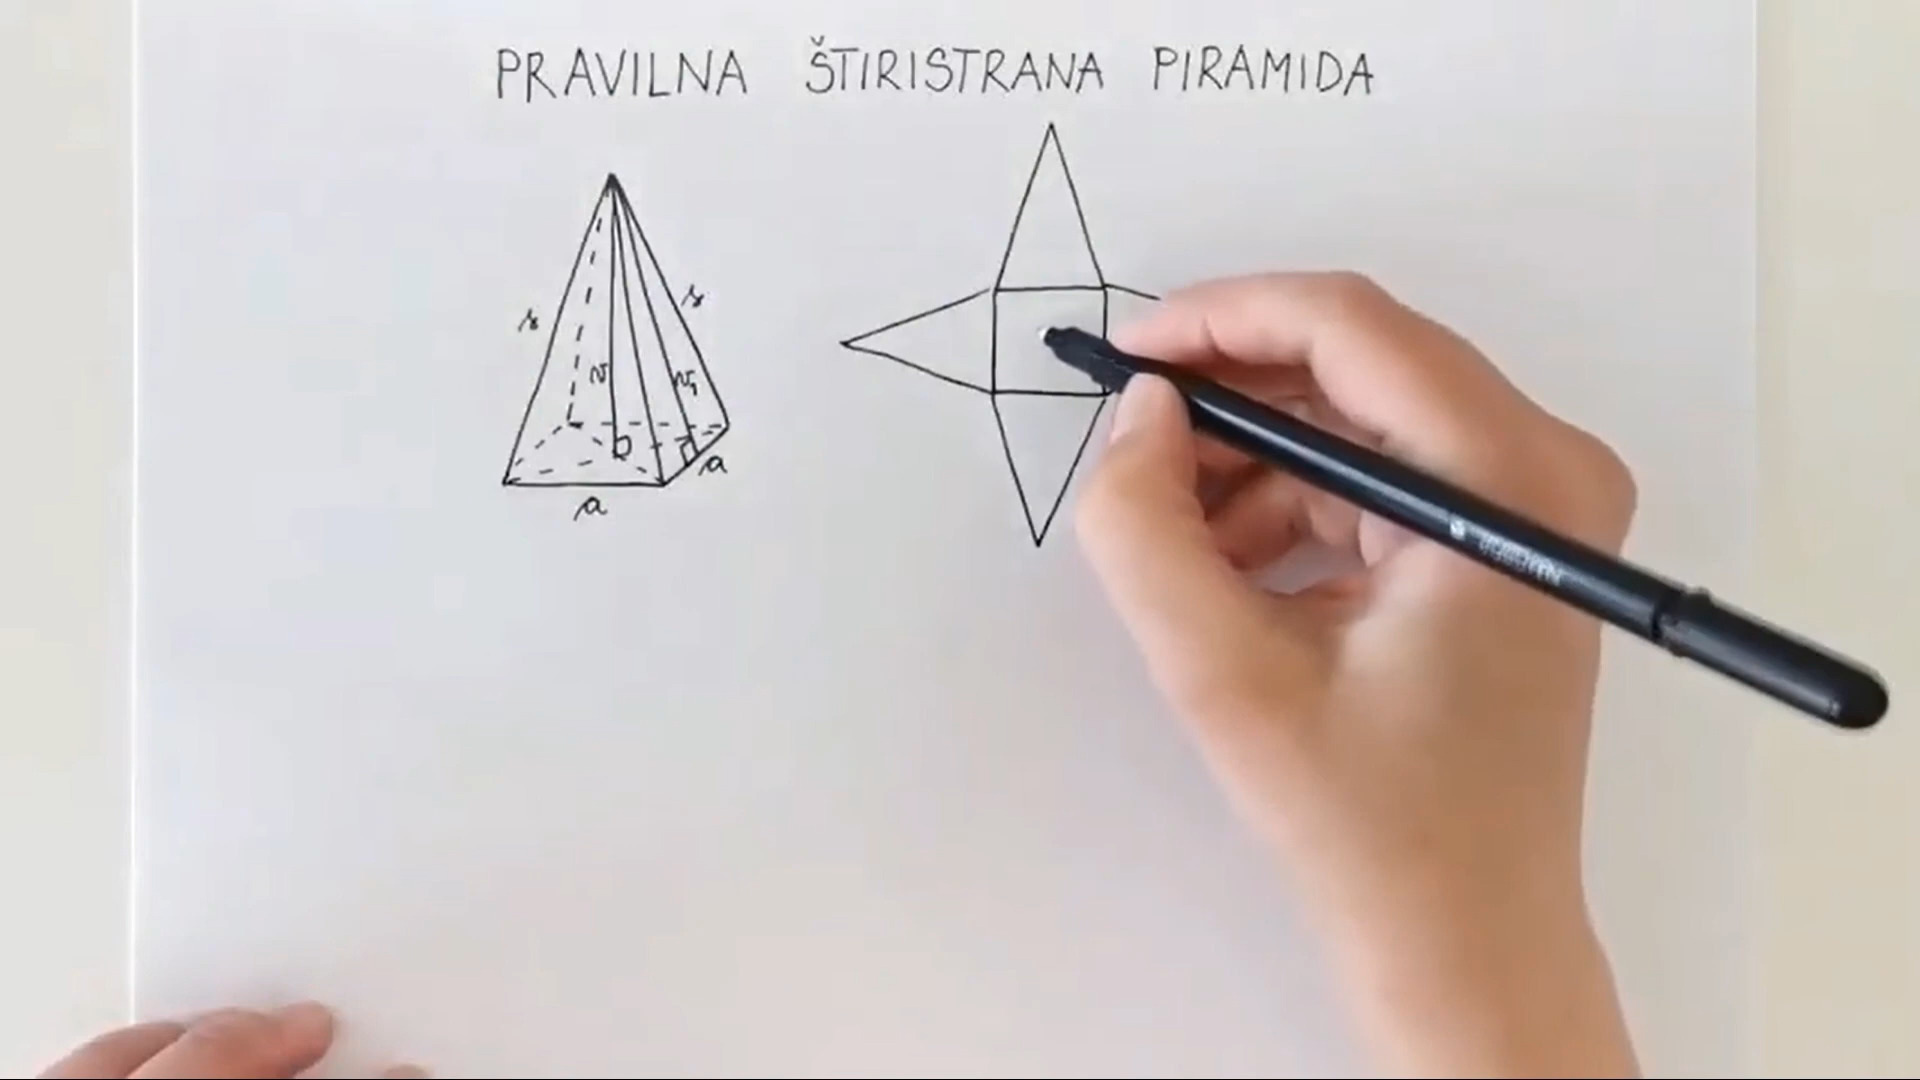 PRAVILNA ŠTIRISTRANA PIRAMIDA
s s
v v₁
a
a